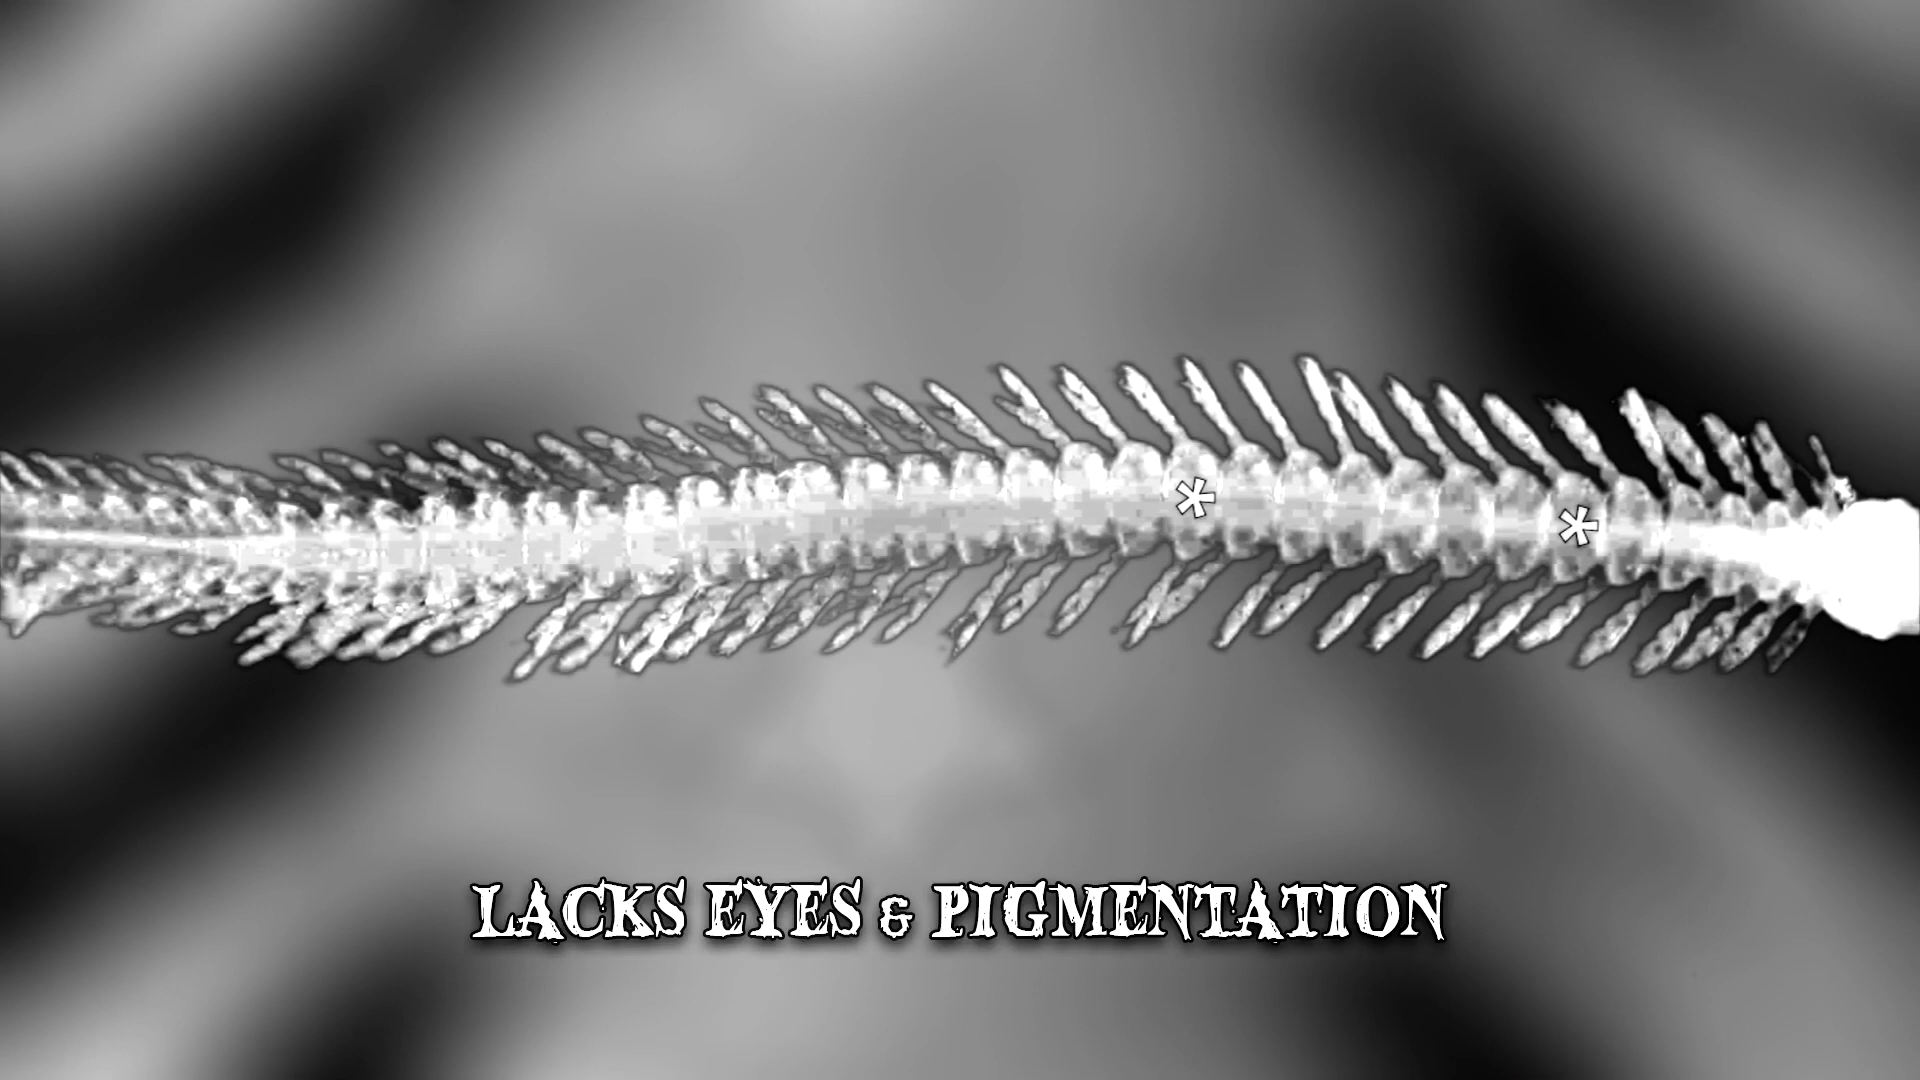 * *
LACKS EYES & PIGMENTATION